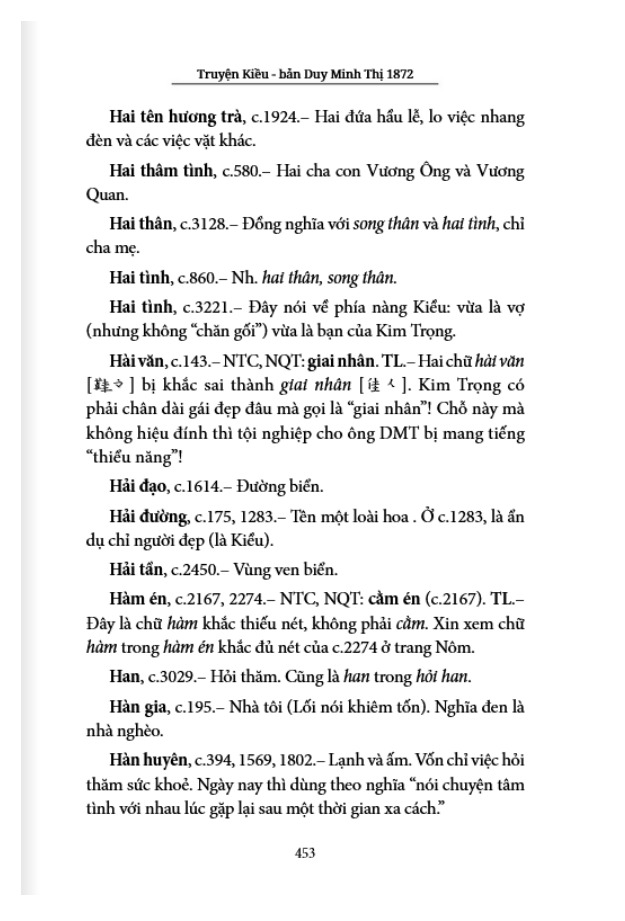 Truyện Kiều - bản Duy Minh Thị 1872
Hai tên hương trà, c.1924.– Hai đứa hầu lễ, lo việc nhang
đèn và các việc vặt khác.
Hai thâm tình, c.580.– Hai cha con Vương Ông và Vương
Quan.
Hai thân, c.3128.– Đồng nghĩa với song thân và hai tình, chỉ
cha mẹ.
Hai tình, c.860.– Nh. hai thân, song thân.
Hai tình, c.3221.– Đây nói về phía nàng Kiều: vừa là vợ
(nhưng không “chăn gối”) vừa là bạn của Kim Trọng.
Hài văn, c.143.– NTC, NQT: giai nhân. TL.– Hai chữ hài văn
[鞋 ] bị khắc sai thành giai nhân [佳 人]. Kim Trọng có
phải chân dài gái đẹp đâu mà gọi là “giai nhân”! Chỗ này mà
không hiệu đính thì tội nghiệp cho ông DMT bị mang tiếng
“thiểu năng”!
Hải đạo, c.1614.– Đường biển.
Hải đường, c.175, 1283.– Tên một loài hoa . Ở c.1283, là ẩn
dụ chỉ người đẹp (là Kiều).
Hải tần, c.2450.– Vùng ven biển.
Hàm én, c.2167, 2274.– NTC, NQT: cằm én (c.2167). TL.–
Đây là chữ hàm khắc thiếu nét, không phải cằm. Xin xem chữ
hàm trong hàm én khắc đủ nét của c.2274 ở trang Nôm.
Han, c.3029.– Hỏi thăm. Cũng là han trong hỏi han.
Hàn gia, c.195.– Nhà tôi (Lối nói khiêm tốn). Nghĩa đen là
nhà nghèo.
Hàn huyên, c.394, 1569, 1802.– Lạnh và ấm. Vốn chỉ việc hỏi
thăm sức khoẻ. Ngày nay thì dùng theo nghĩa “nói chuyện tâm
tình với nhau lúc gặp lại sau một thời gian xa cách.”
453